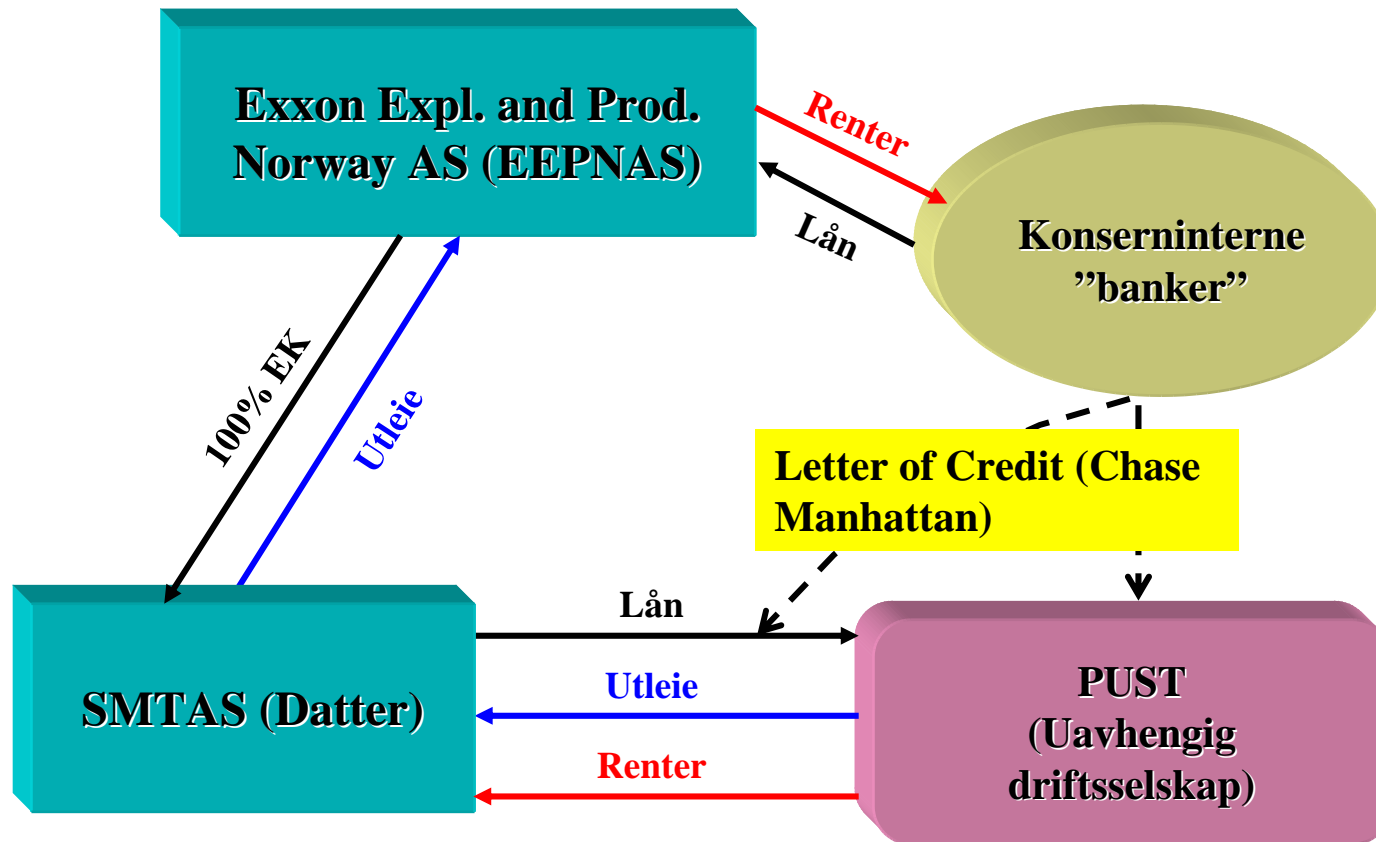 Exxon Expl. and Prod.
Norway AS (EEPNAS)
Renter
Lån
Konserninterne
”banker”
100% EK
Utleie
Letter of Credit (Chase
Manhattan)
Lån
Utleie
Renter
SMTAS (Datter)
PUST
(Uavhengig
driftsselskap)